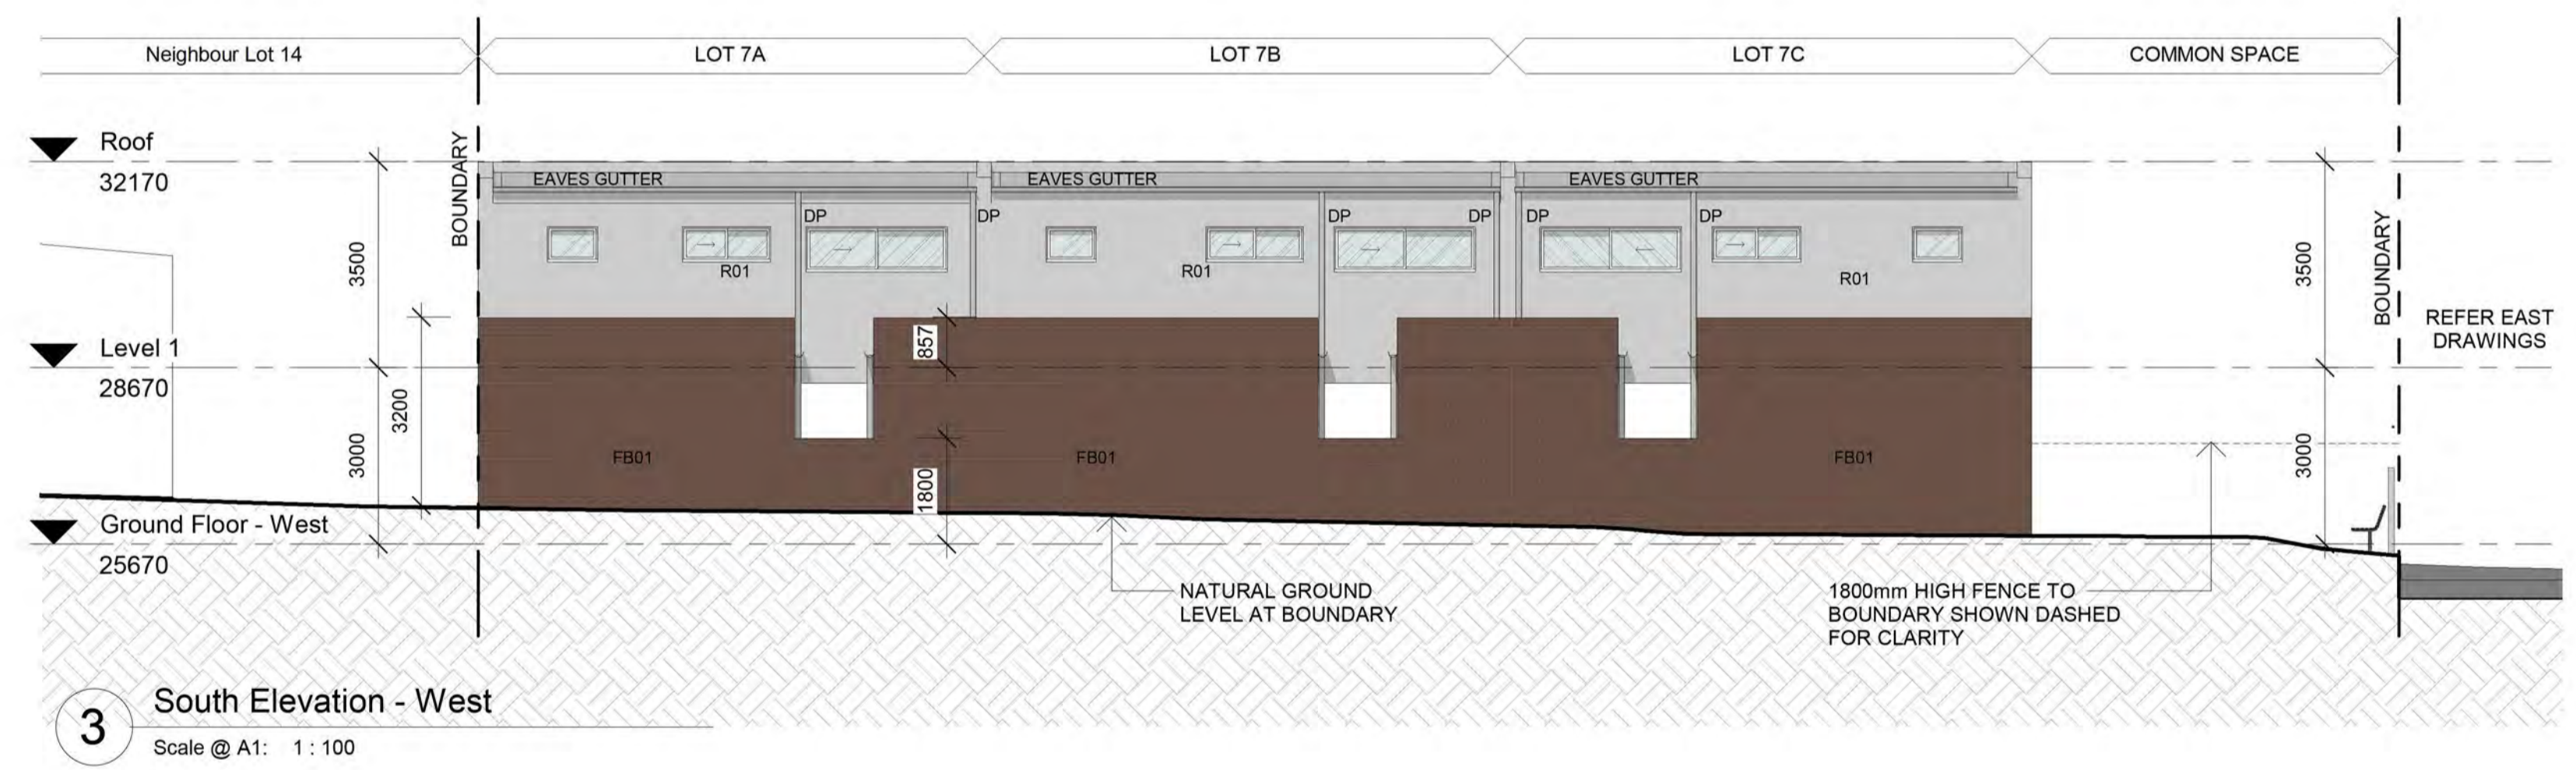 Neighbour Lot 14
LOT 7A
LOT 7B
LOT 7C
COMMON SPACE
Roof
32170
BOUNDARY
EAVES GUTTER
EAVES GUTTER
EAVES GUTTER
DP
DP
DP
DP
DP
DP
BOUNDARY
3500
3500
R01
R01
R01
REFER EAST
DRAWINGS
857
Level 1
28670
3200
3000
3000
FB01
FB01
FB01
1800
Ground Floor - West
25670
NATURAL GROUND
LEVEL AT BOUNDARY
1800mm HIGH FENCE TO
BOUNDARY SHOWN DASHED
FOR CLARITY
3
South Elevation - West
Scale @ A1: 1 : 100